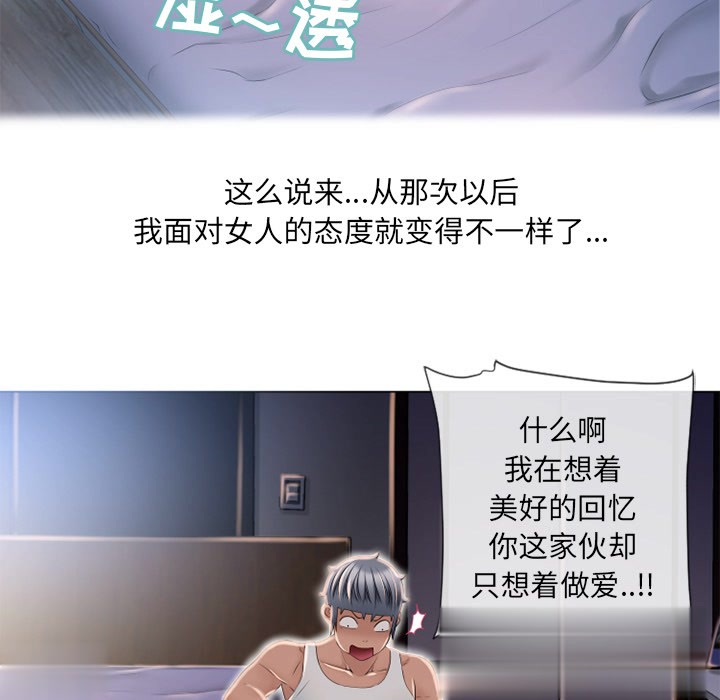 湿～透
这么说来...从那次以后
我面对女人的态度就变得不一样了...
什么啊
我在想着
美好的回忆
你这家伙却
只想着做爱..!!